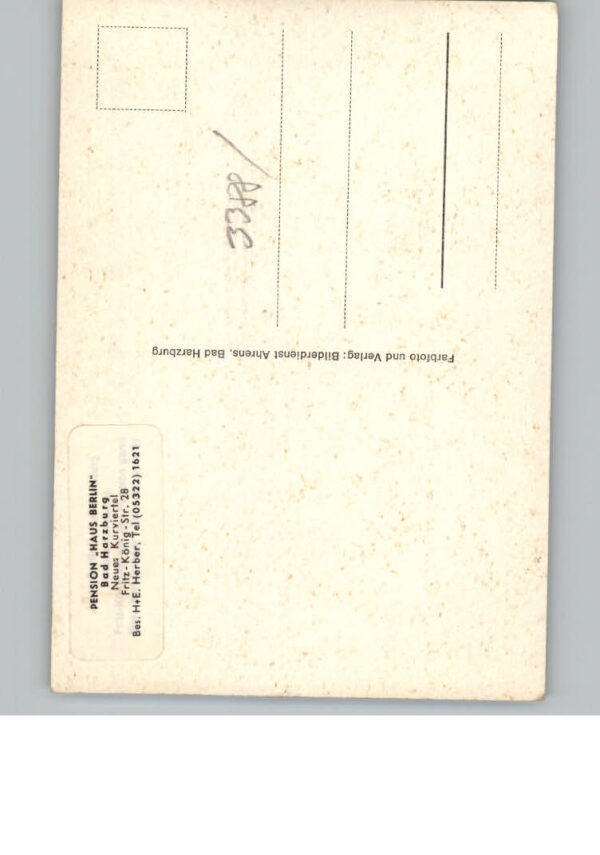 PENSION „HAUS BERLIN"
Bad Harzburg
Neues Kurviertel
Fritz-König-Str. 28
Bes. H+E. Herber, Tel (05322) 1621
Farbfoto und Verlag: Bilderdienst Ahrens, Bad Harzburg